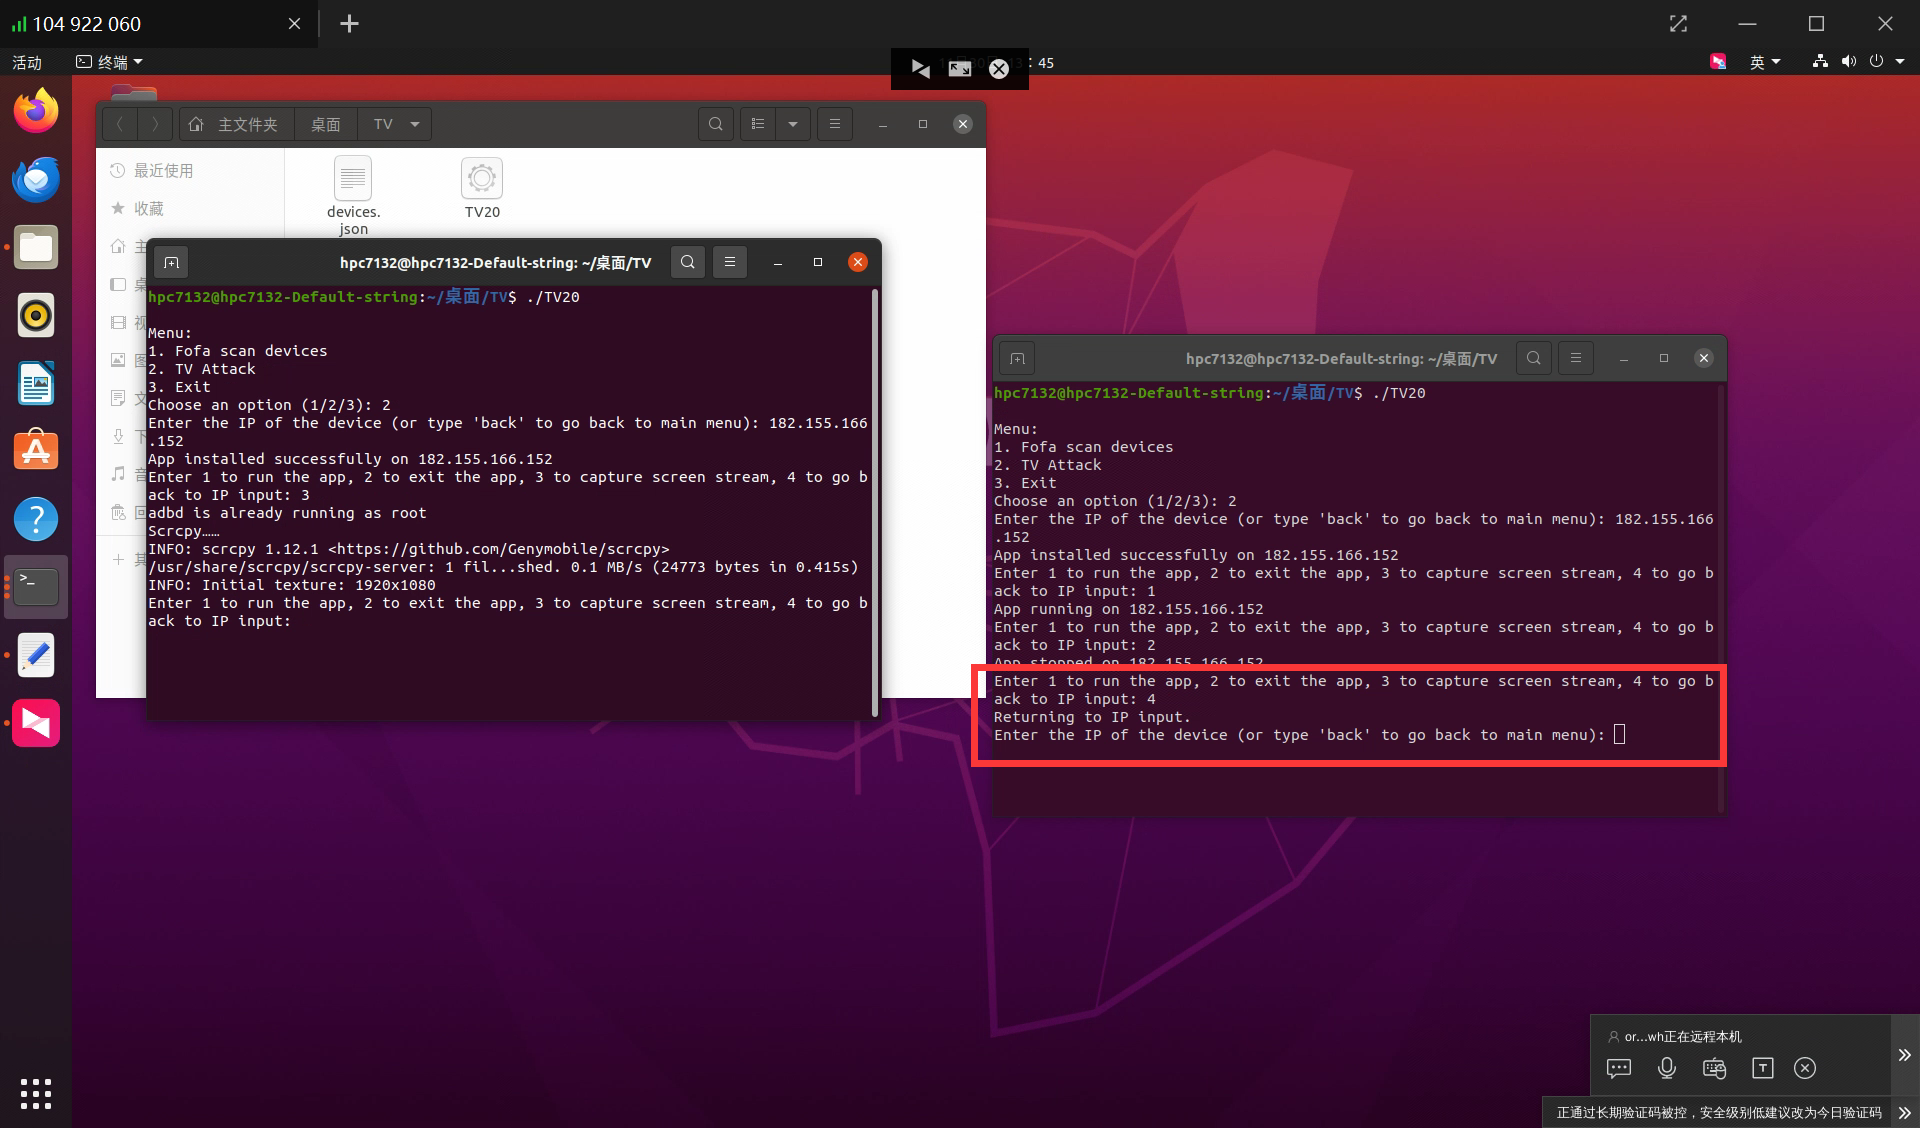 104 922 060
活动
终端
: 45
英
主文件夹
桌面
TV
最近使用
收藏
devices.
json
TV20
hpc7132@hpc7132-Default-string: ~/桌面/TV
hpc7132@hpc7132-Default-string:~/桌面/TV$ ./TV20
Menu:
1. Fofa scan devices
2. TV Attack
3. Exit
Choose an option (1/2/3): 2
Enter the IP of the device (or type 'back' to go back to main menu): 182.155.166
.152
App installed successfully on 182.155.166.152
Enter 1 to run the app, 2 to exit the app, 3 to capture screen stream, 4 to go b
ack to IP input: 3
adbd is already running as root
Scrcpy……
INFO: scrcpy 1.12.1 <https://github.com/Genymobile/scrcpy>
/usr/share/scrcpy/scrcpy-server: 1 fil...shed. 0.1 MB/s (24773 bytes in 0.415s)
INFO: Initial texture: 1920x1080
Enter 1 to run the app, 2 to exit the app, 3 to capture screen stream, 4 to go b
ack to IP input:
hpc7132@hpc7132-Default-string: ~/桌面/TV
hpc7132@hpc7132-Default-string:~/桌面/TV$ ./TV20
Menu:
1. Fofa scan devices
2. TV Attack
3. Exit
Choose an option (1/2/3): 2
Enter the IP of the device (or type 'back' to go back to main menu): 182.155.166
.152
App installed successfully on 182.155.166.152
Enter 1 to run the app, 2 to exit the app, 3 to capture screen stream, 4 to go b
ack to IP input: 1
App running on 182.155.166.152
Enter 1 to run the app, 2 to exit the app, 3 to capture screen stream, 4 to go b
ack to IP input: 2
App stopped on 182.155.166.152
Enter 1 to run the app, 2 to exit the app, 3 to capture screen stream, 4 to go b
ack to IP input: 4
Returning to IP input.
Enter the IP of the device (or type 'back' to go back to main menu):
or...wh正在远程本机
正通过长期验证码被控，安全级别低建议改为今日验证码